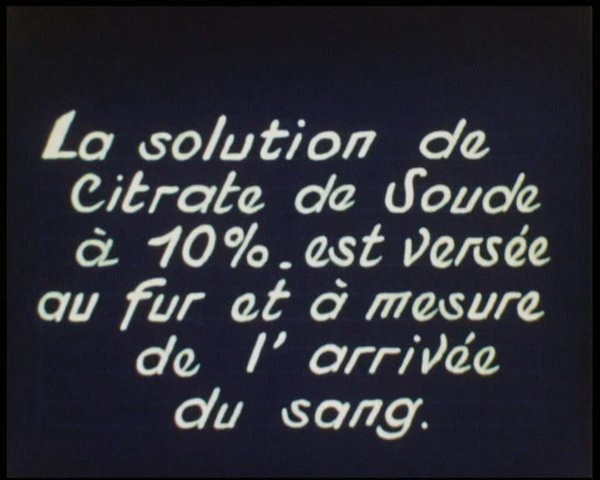 La solution de
Citrate de Soude
à 10%. est versée
au fur et à mesure
de l'arrivée
du sang.